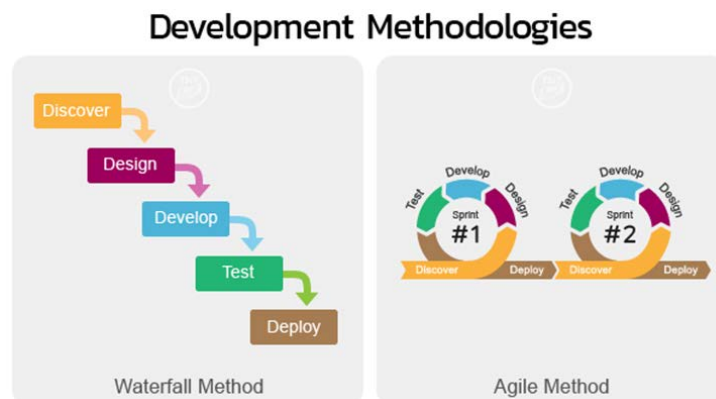 Development Methodologies
Discover
Design
Develop
Test
Deploy
Waterfall Method
Test
Develop
Design
Sprint
#1
Discover
Deploy
Test
Develop
Design
Sprint
#2
Discover
Deploy
Agile Method